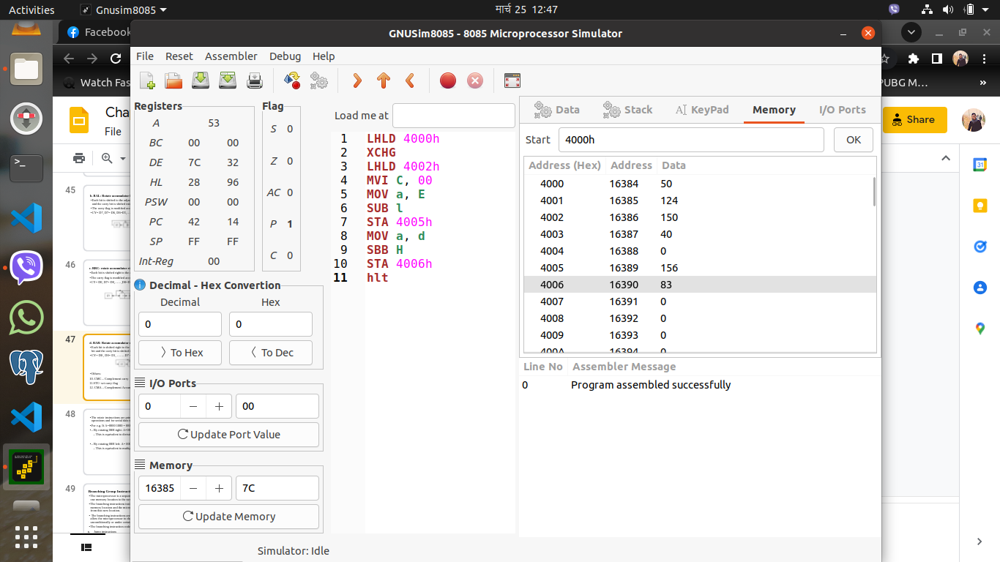 Activities Gnusim8085 मार्च 25 12:47
Facebook
GNUSim8085 - 8085 Microprocessor Simulator
Watch Fas
PUBG M...
»
Cha
File
Share
File Reset Assembler Debug Help
Registers
A 53
BC 00 00
DE 7C 32
HL 28 96
PSW 00 00
PC 42 14
SP FF FF
Int-Reg 00
Flag
S 0
Z 0
AC 0
P 1
C 0
Decimal - Hex Convertion
Decimal Hex
0 0
To Hex To Dec
I/O Ports
0 − + 00
Update Port Value
Memory
16385 − + 7C
Update Memory
Load me at
1 LHLD 4000h
2 XCHG
3 LHLD 4002h
4 MVI C, 00
5 MOV a, E
6 SUB l
7 STA 4005h
8 MOV a, d
9 SBB H
10 STA 4006h
11 hlt
Data Stack KeyPad Memory I/O Ports
Start 4000h OK
Address (Hex) Address Data
4000 16384 50
4001 16385 124
4002 16386 150
4003 16387 40
4004 16388 0
4005 16389 156
4006 16390 83
4007 16391 0
4008 16392 0
4009 16393 0
400A 16394 0
Line No Assembler Message
0 Program assembled successfully
Simulator: Idle
45
46
47
48
49